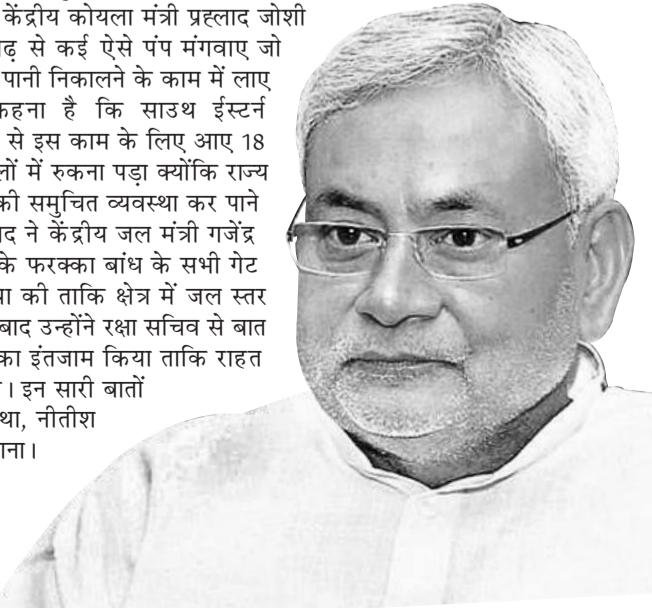 केंद्रीय कोयला मंत्री प्रह्लाद जोशी
ढ़ से कई ऐसे पंप मंगवाए जो
पानी निकालने के काम में लाए
कहना है कि साउथ ईस्टर्न
से इस काम के लिए आए 18
लों में रुकना पड़ा क्योंकि राज्य
की समुचित व्यवस्था कर पाने
द ने केंद्रीय जल मंत्री गजेंद्र
के फरक्का बांध के सभी गेट
था की ताकि क्षेत्र में जल स्तर
बाद उन्होंने रक्षा सचिव से बात
का इंतजाम किया ताकि राहत
। इन सारी बातों
था, नीतीश
ाना।